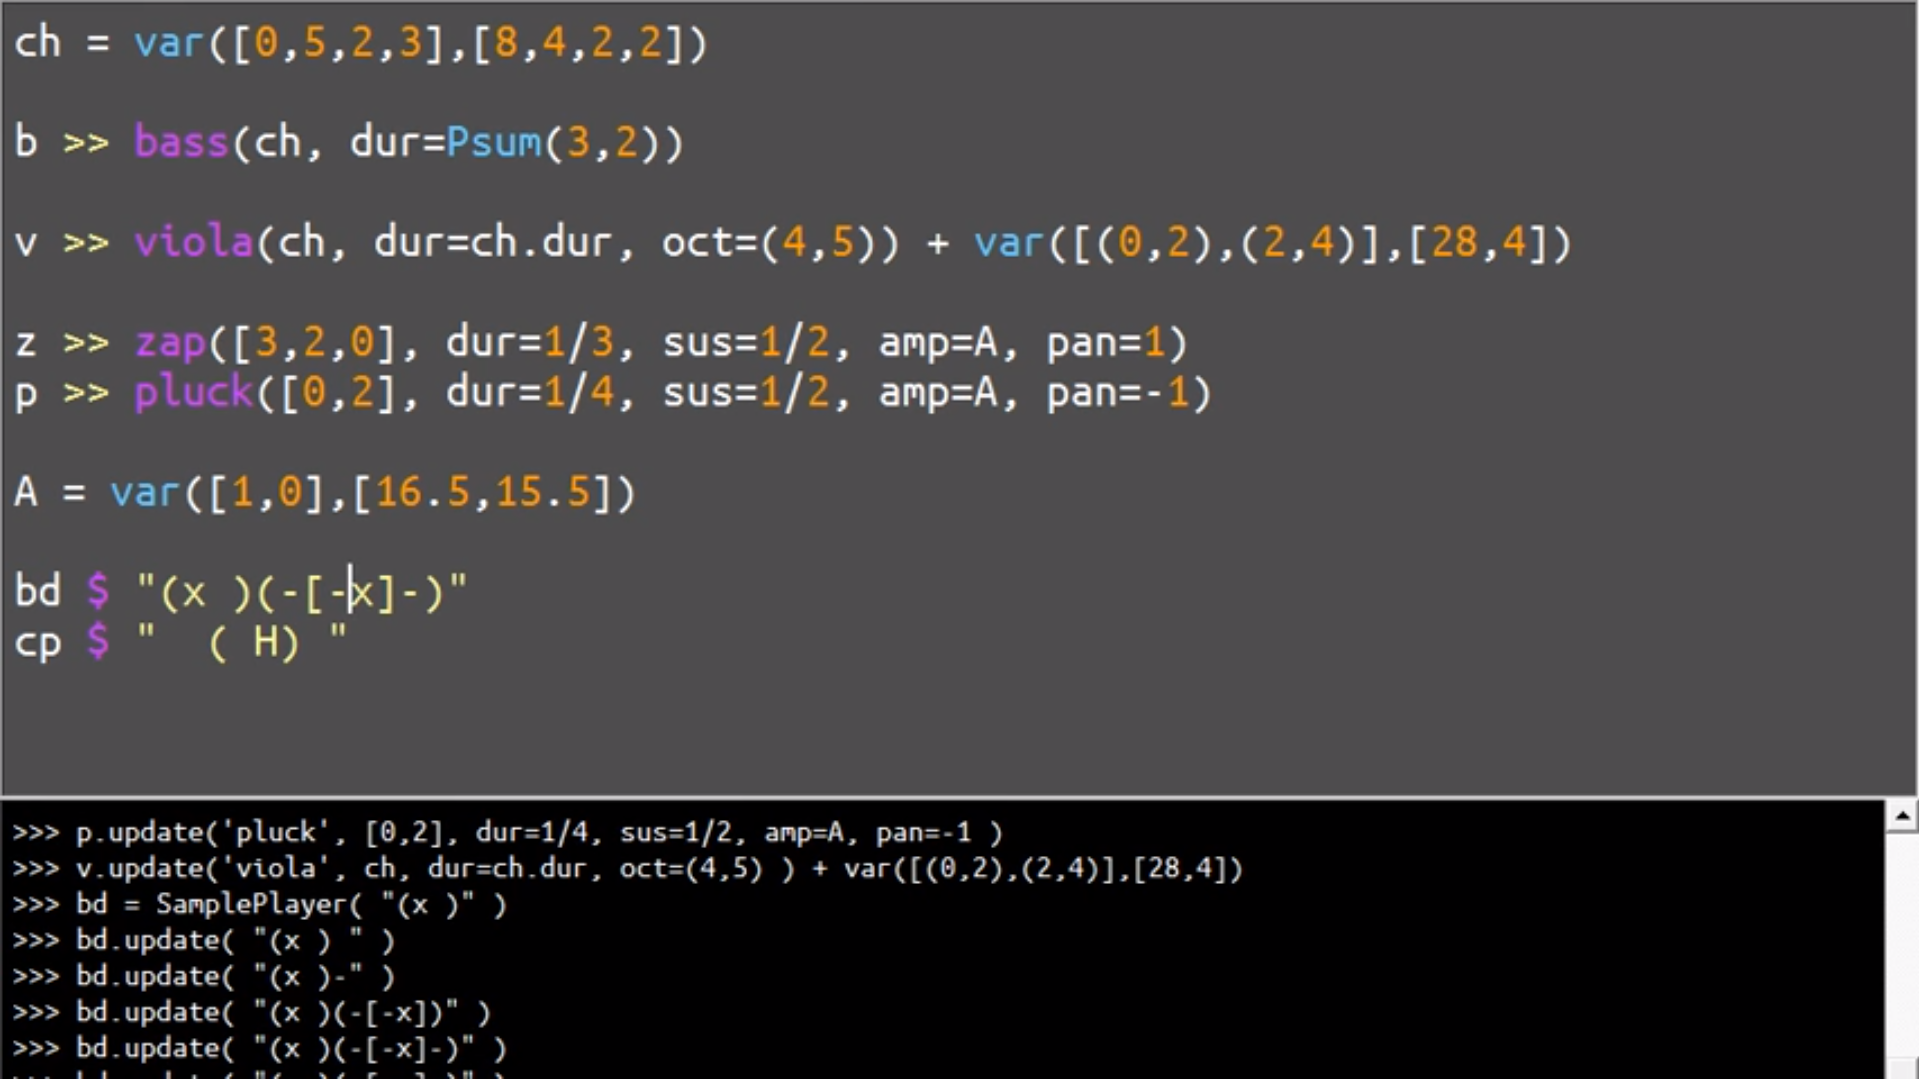 ch = var([0,5,2,3],[8,4,2,2])
b >> bass(ch, dur=Psum(3,2))
v >> viola(ch, dur=ch.dur, oct=(4,5)) + var([(0,2),(2,4)],[28,4])
z >> zap([3,2,0], dur=1/3, sus=1/2, amp=A, pan=1)
p >> pluck([0,2], dur=1/4, sus=1/2, amp=A, pan=-1)
A = var([1,0],[16.5,15.5])
bd $ "(x )(-[-x]-)"
cp $ "  ( H) "
>>> p.update('pluck', [0,2], dur=1/4, sus=1/2, amp=A, pan=-1 )
>>> v.update('viola', ch, dur=ch.dur, oct=(4,5) ) + var([(0,2),(2,4)],[28,4])
>>> bd = SamplePlayer( "(x )" )
>>> bd.update( "(x ) " )
>>> bd.update( "(x )-" )
>>> bd.update( "(x )(-[-x])" )
>>> bd.update( "(x )(-[-x]-)" )